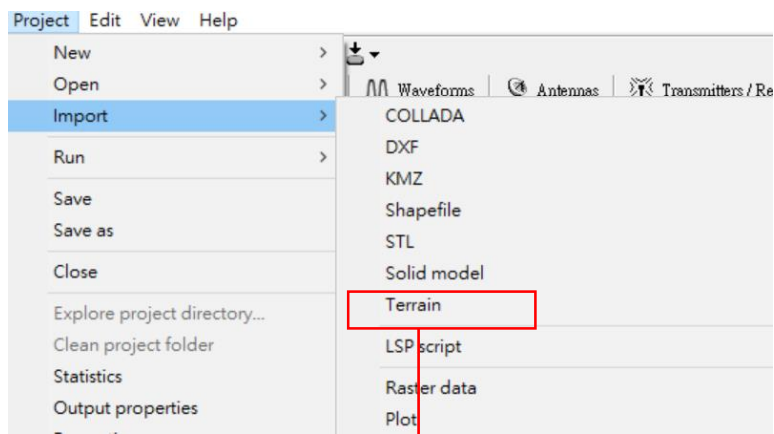 Project Edit View Help
New
Open
Import
Run
Save
Save as
Close
Explore project directory...
Clean project folder
Statistics
Output properties
Waveforms Antennas Transmitters / Re
COLLADA
DXF
KMZ
Shapefile
STL
Solid model
Terrain
LSP script
Raster data
Plot